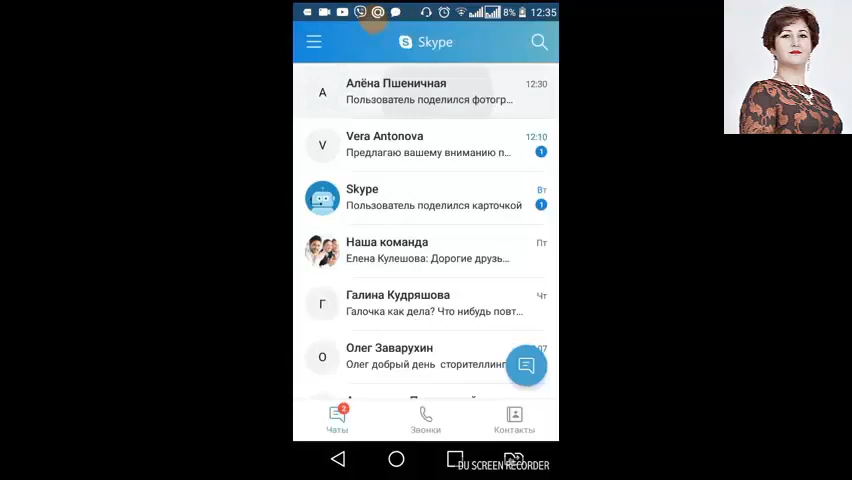 8% 12:35
Skype
A
Алёна Пшеничная 12:30
Пользователь поделился фотогр...
V
Vera Antonova 12:10
Предлагаю вашему вниманию п... 1
Skype Вт
Пользователь поделился карточкой 1
Наша команда Пт
Елена Кулешова: Дорогие друзь...
Г
Галина Кудряшова Чт
Галочка как дела? Что нибудь повт...
О
Олег Заварухин
Олег добрый день сторителлинг
2
Чаты Звонки Контакты
DU SCREEN RECORDER